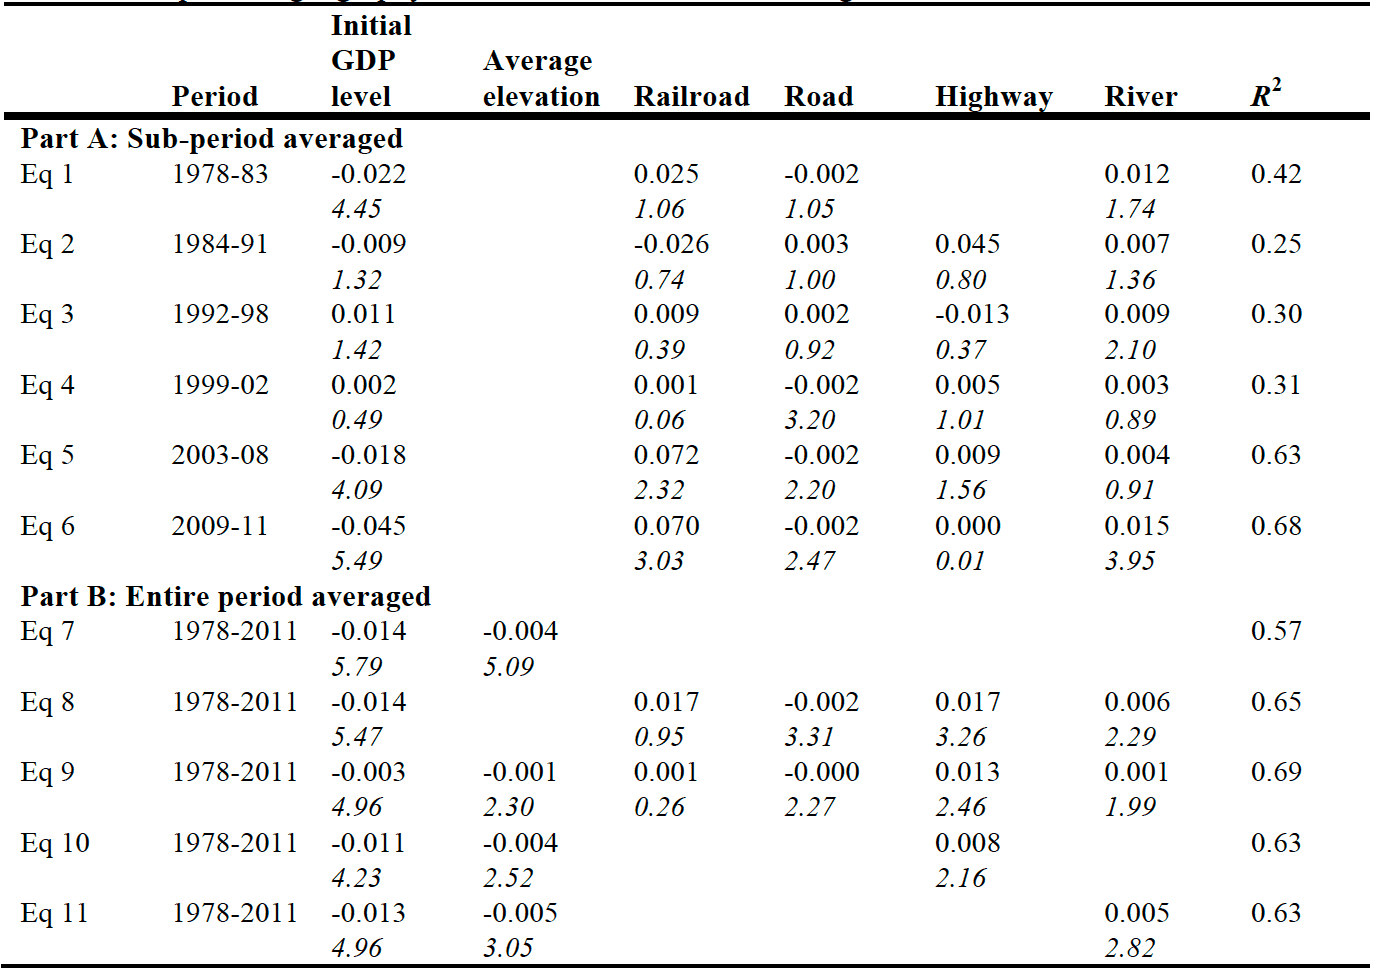 Initial
GDP Average
level elevation Railroad Road Highway River R2
Period
Part A: Sub-period averaged
Eq 1 1978-83 -0.022 0.025 -0.002 0.012 0.42
4.45 1.06 1.05 1.74
Eq 2 1984-91 -0.009 -0.026 0.003 0.045 0.007 0.25
1.32 0.74 1.00 0.80 1.36
Eq 3 1992-98 0.011 0.009 0.002 -0.013 0.009 0.30
1.42 0.39 0.92 0.37 2.10
Eq 4 1999-02 0.002 0.001 -0.002 0.005 0.003 0.31
0.49 0.06 3.20 1.01 0.89
Eq 5 2003-08 -0.018 0.072 -0.002 0.009 0.004 0.63
4.09 2.32 2.20 1.56 0.91
Eq 6 2009-11 -0.045 0.070 -0.002 0.000 0.015 0.68
5.49 3.03 2.47 0.01 3.95
Part B: Entire period averaged
Eq 7 1978-2011 -0.014 -0.004 0.57
5.79 5.09
Eq 8 1978-2011 -0.014 0.017 -0.002 0.017 0.006 0.65
5.47 0.95 3.31 3.26 2.29
Eq 9 1978-2011 -0.003 -0.001 0.001 -0.000 0.013 0.001 0.69
4.96 2.30 0.26 2.27 2.46 1.99
Eq 10 1978-2011 -0.011 -0.004 0.008 0.63
4.23 2.52 2.16
Eq 11 1978-2011 -0.013 -0.005 0.005 0.63
4.96 3.05 2.82